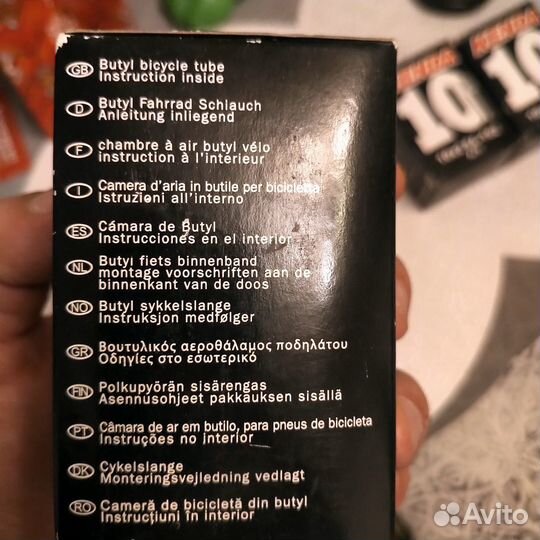 GB Butyl bicycle tube
Instruction inside
D Butyl Fahrrad Schlauch
Anleitung inliegend
F chambre à air butyl vélo
instruction à l'intérieur
I Camera d'aria in butile per bicicletta
Istruzioni all'interno
ES Cámara de Butyl
Instrucciones en el interior
NL Butyl fiets binnenband
montage voorschriften aan de
binnenkant van de doos
NO Butyl sykkelslange
Instruksjon medfølger
GR Βουτυλικός αεροθάλαμος ποδηλάτου
Οδηγίες στο εσωτερικό
FIN Polkupyörän sisärengas
Asennusohjeet pakkauksen sisällä
PT Câmara de ar em butilo, para pneus de bicicleta
Instruções no interior
DK Cykelslange
Monteringsvejledning vedlagt
RO Cameră de bicicletă din butyl
Instrucţiuni în interior
KENDA
10
KENDA
10
Avito